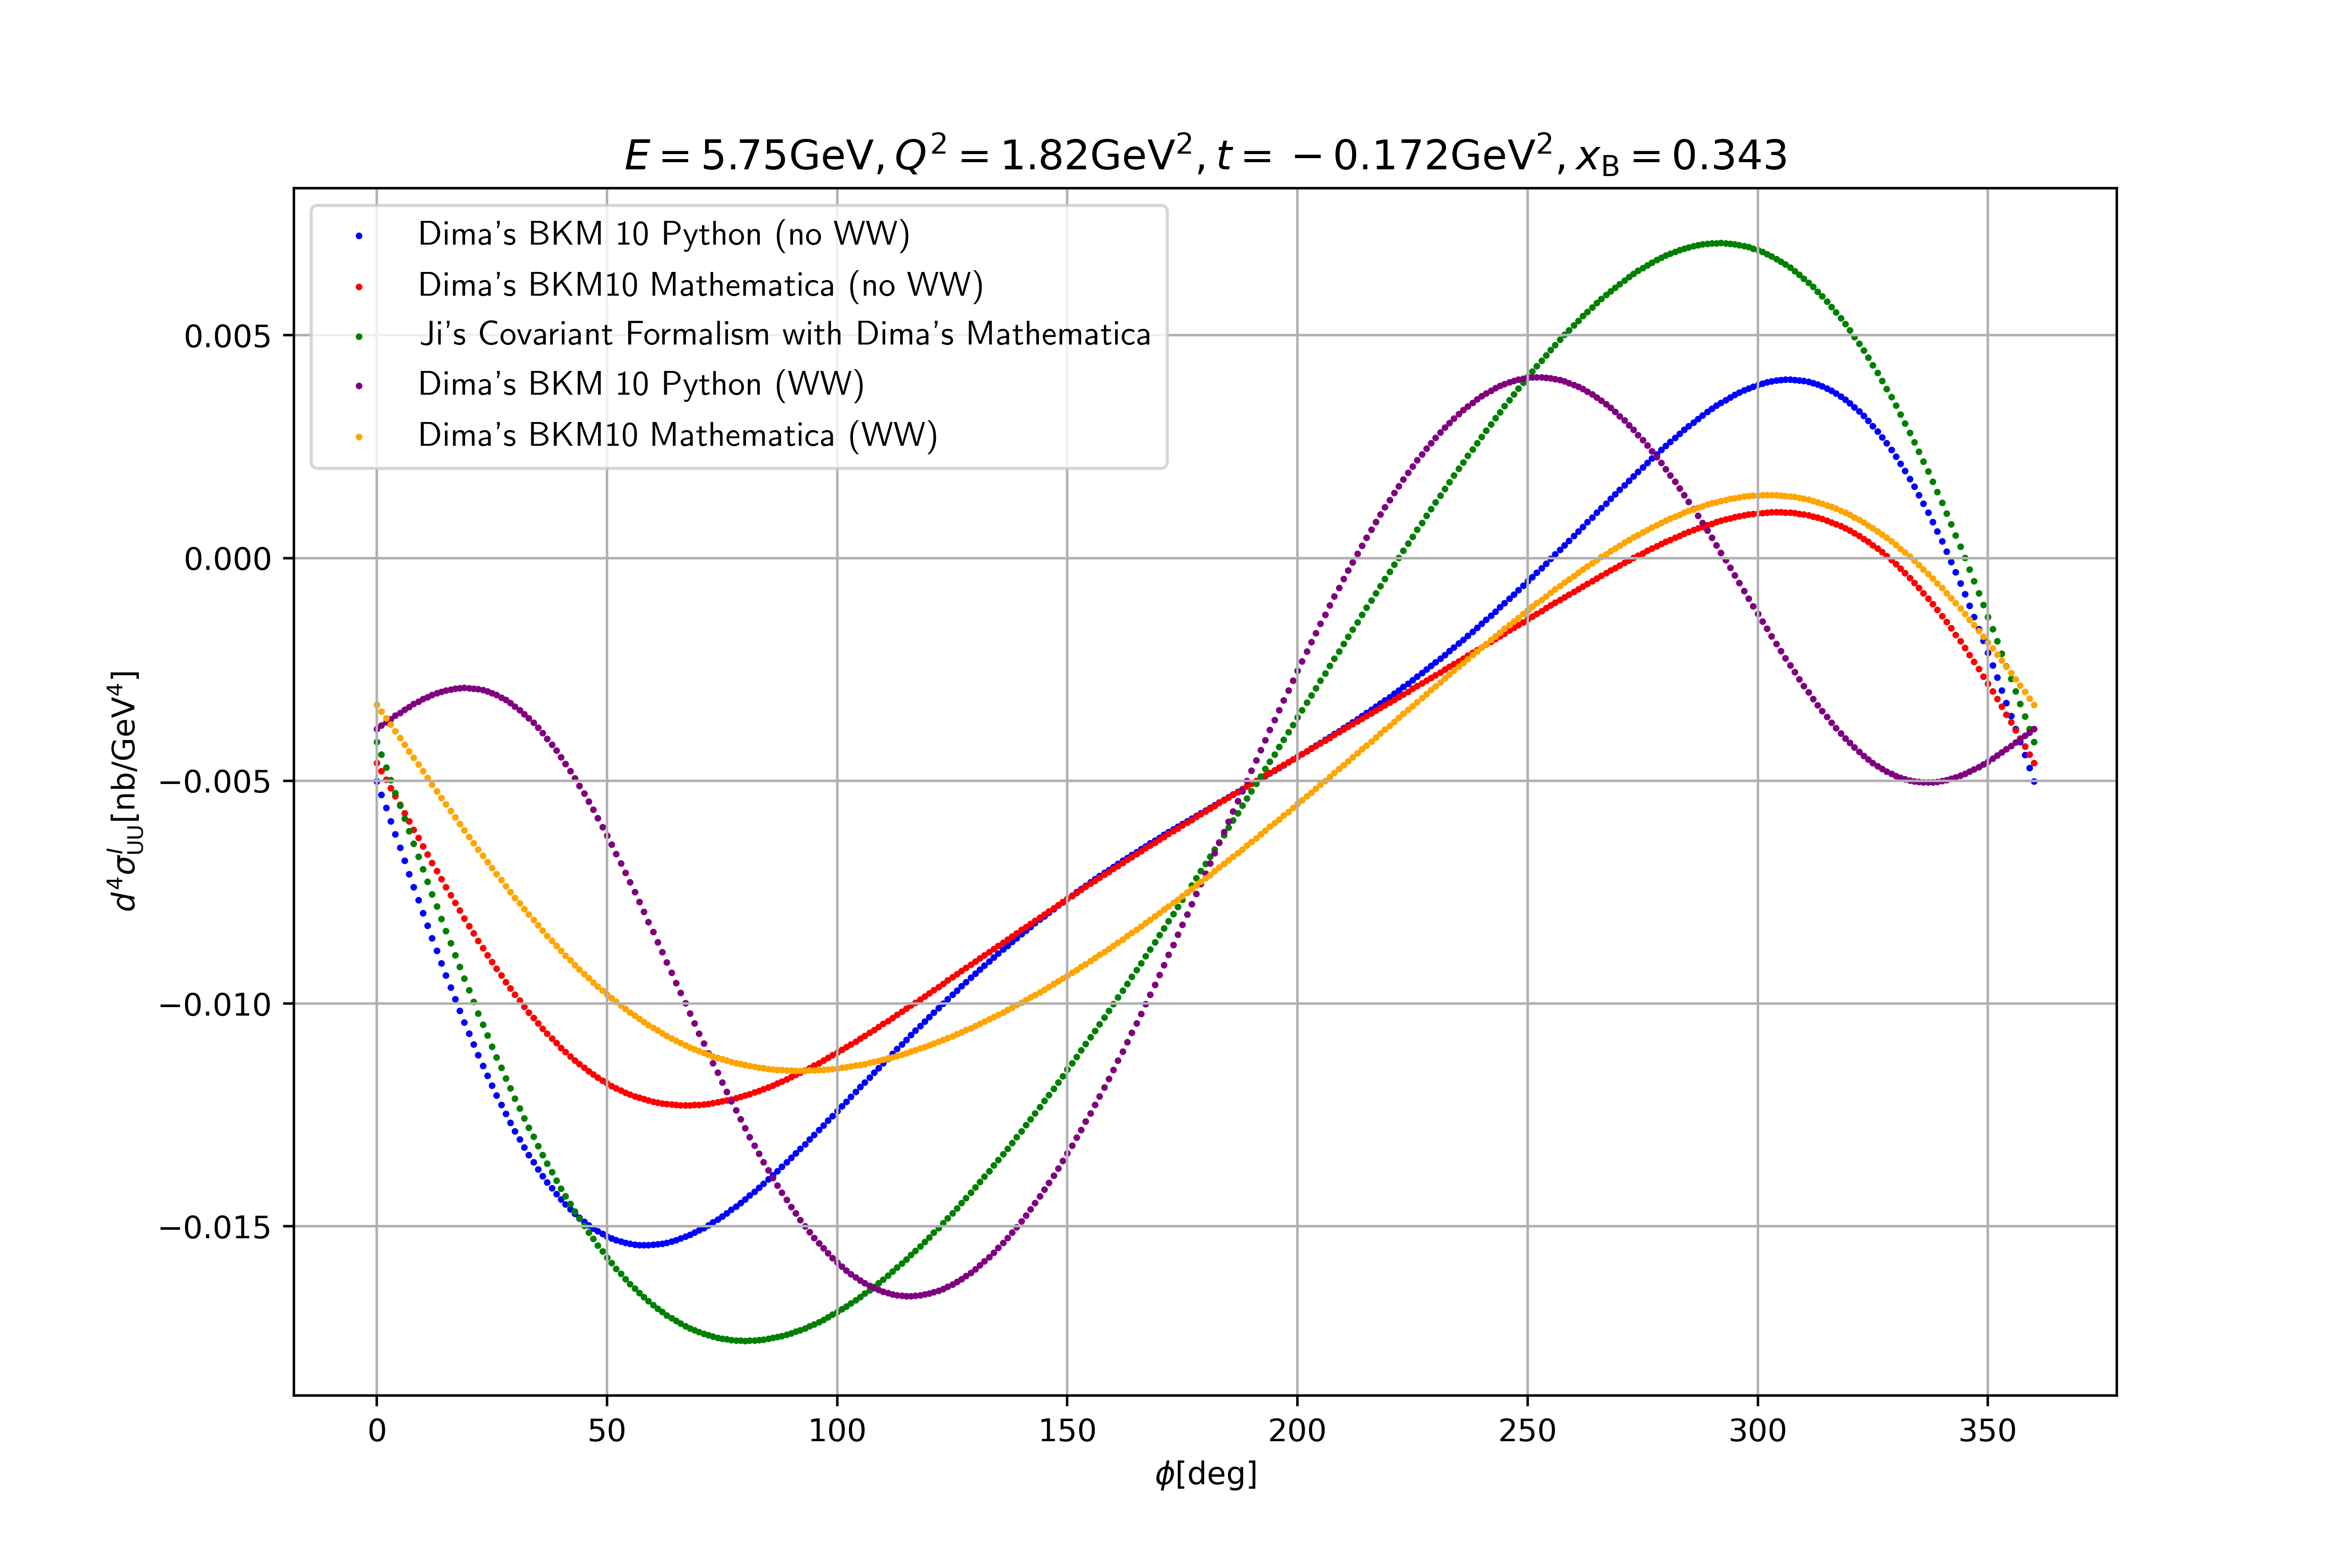 E = 5.75GeV, Q² = 1.82GeV², t = −0.172GeV², x_B = 0.343
Dima's BKM 10 Python (no WW)
Dima's BKM10 Mathematica (no WW)
Ji's Covariant Formalism with Dima's Mathematica
Dima's BKM 10 Python (WW)
Dima's BKM10 Mathematica (WW)
0.005
0.000
−0.005
−0.010
−0.015
d⁴σ^I_UU[nb/GeV⁴]
0 50 100 150 200 250 300 350
ϕ[deg]